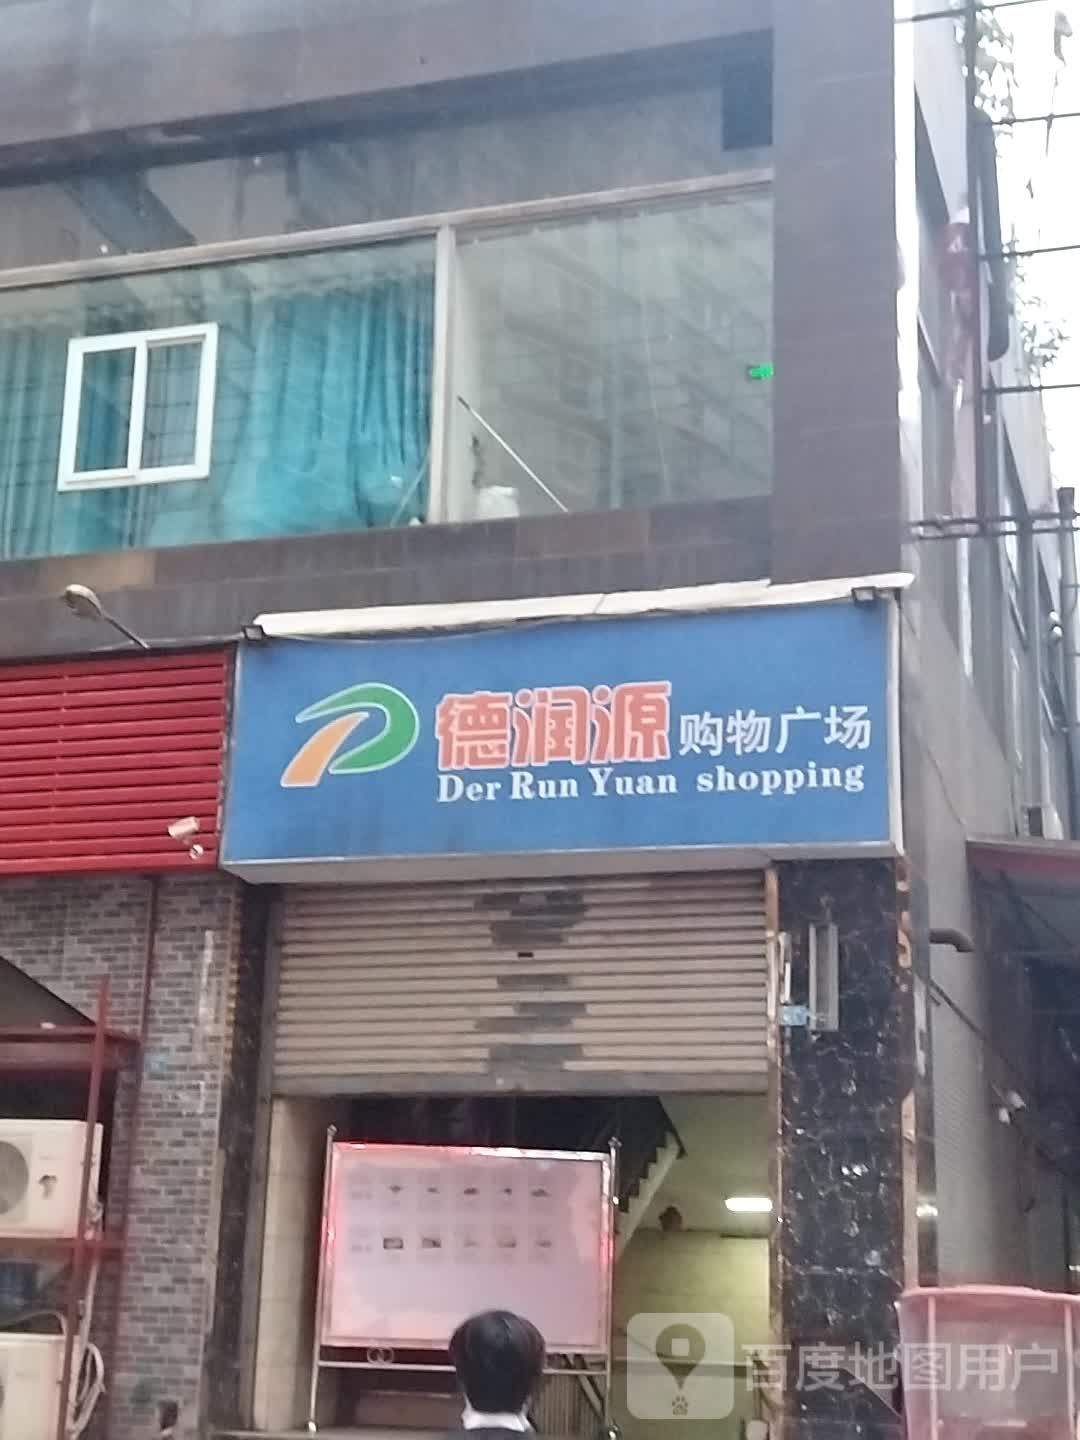 德润源购物广场
Der Run Yuan shopping
百度地图用户